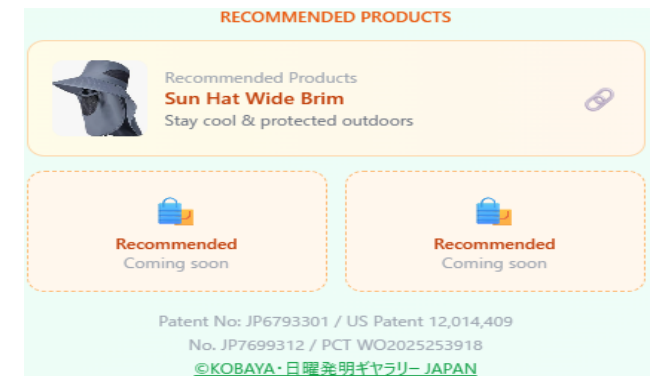 RECOMMENDED PRODUCTS
Recommended Products
Sun Hat Wide Brim
Stay cool & protected outdoors
Recommended
Coming soon
Recommended
Coming soon
Patent No: JP6793301 / US Patent 12,014,409
No. JP7699312 / PCT WO2025253918
©KOBAYA・日曜発明ギヤラリー JAPAN